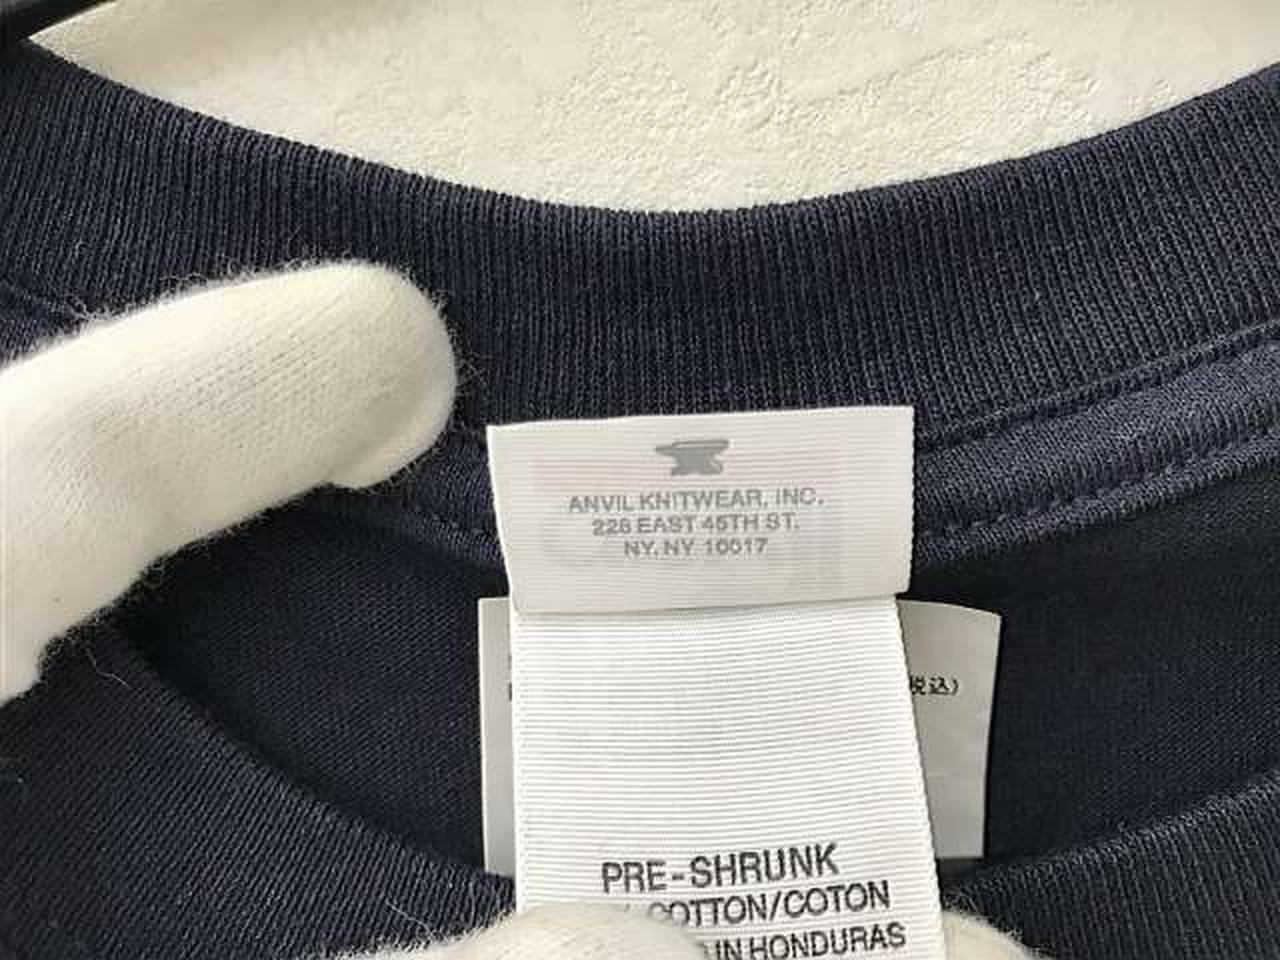 ANVIL KNITWEAR, INC.
228 EAST 45TH ST.
NY, NY 10017
税込)
PRE-SHRUNK
COTTON/COTON
IN HONDURAS